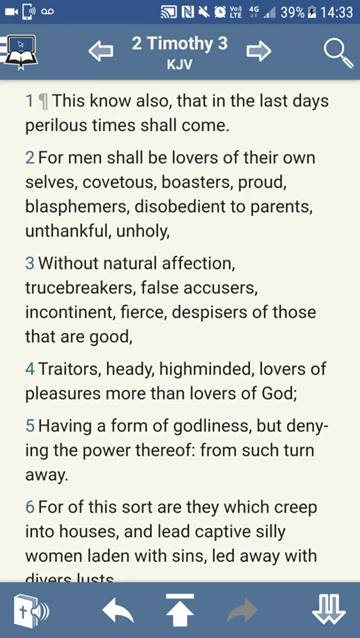 Vo))
LTE 4G 39% 14:33
2 Timothy 3
KJV
1 ¶ This know also, that in the last days
perilous times shall come.
2 For men shall be lovers of their own
selves, covetous, boasters, proud,
blasphemers, disobedient to parents,
unthankful, unholy,
3 Without natural affection,
trucebreakers, false accusers,
incontinent, fierce, despisers of those
that are good,
4 Traitors, heady, highminded, lovers of
pleasures more than lovers of God;
5 Having a form of godliness, but deny-
ing the power thereof: from such turn
away.
6 For of this sort are they which creep
into houses, and lead captive silly
women laden with sins, led away with
divers lusts